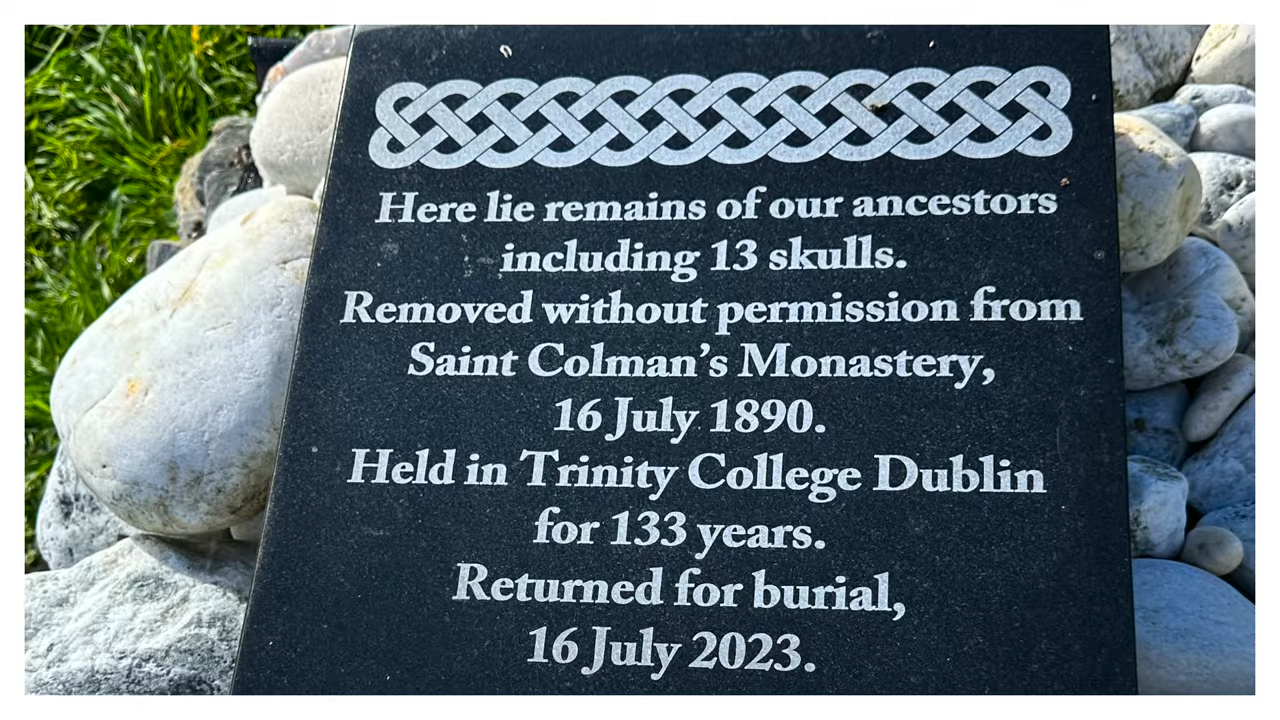 Here lie remains of our ancestors
including 13 skulls.
Removed without permission from
Saint Colman’s Monastery,
16 July 1890.
Held in Trinity College Dublin
for 133 years.
Returned for burial,
16 July 2023.